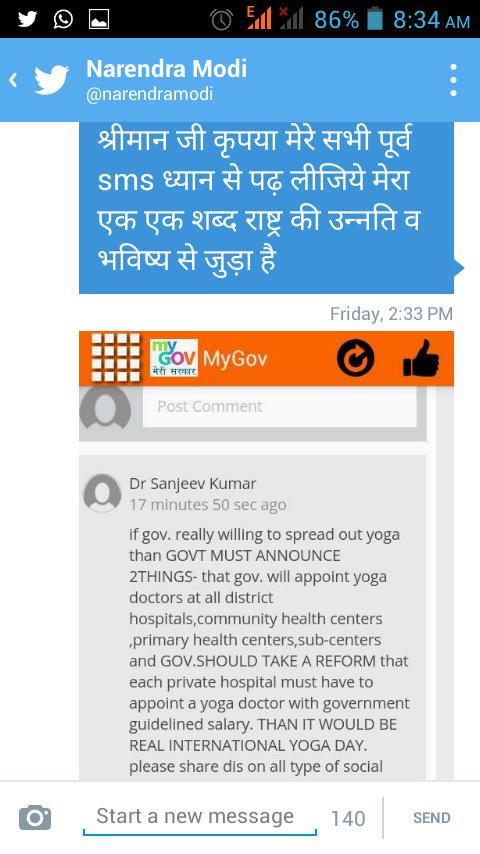 E
86%
8:34 AM
Narendra Modi
@narendramodi
श्रीमान जी कृपया मेरे सभी पूर्व
sms ध्यान से पढ़ लीजिये मेरा
एक एक शब्द राष्ट्र की उन्नति व
भविष्य से जुड़ा है
Friday, 2:33 PM
my
GOV
मेरी सरकार
MyGov
Post Comment
Dr Sanjeev Kumar
17 minutes 50 sec ago
if gov. really willing to spread out yoga
than GOVT MUST ANNOUNCE
2THINGS- that gov. will appoint yoga
doctors at all district
hospitals,community health centers
,primary health centers,sub-centers
and GOV.SHOULD TAKE A REFORM that
each private hospital must have to
appoint a yoga doctor with government
guidelined salary. THAN IT WOULD BE
REAL INTERNATIONAL YOGA DAY.
please share dis on all type of social
Start a new message
140
SEND